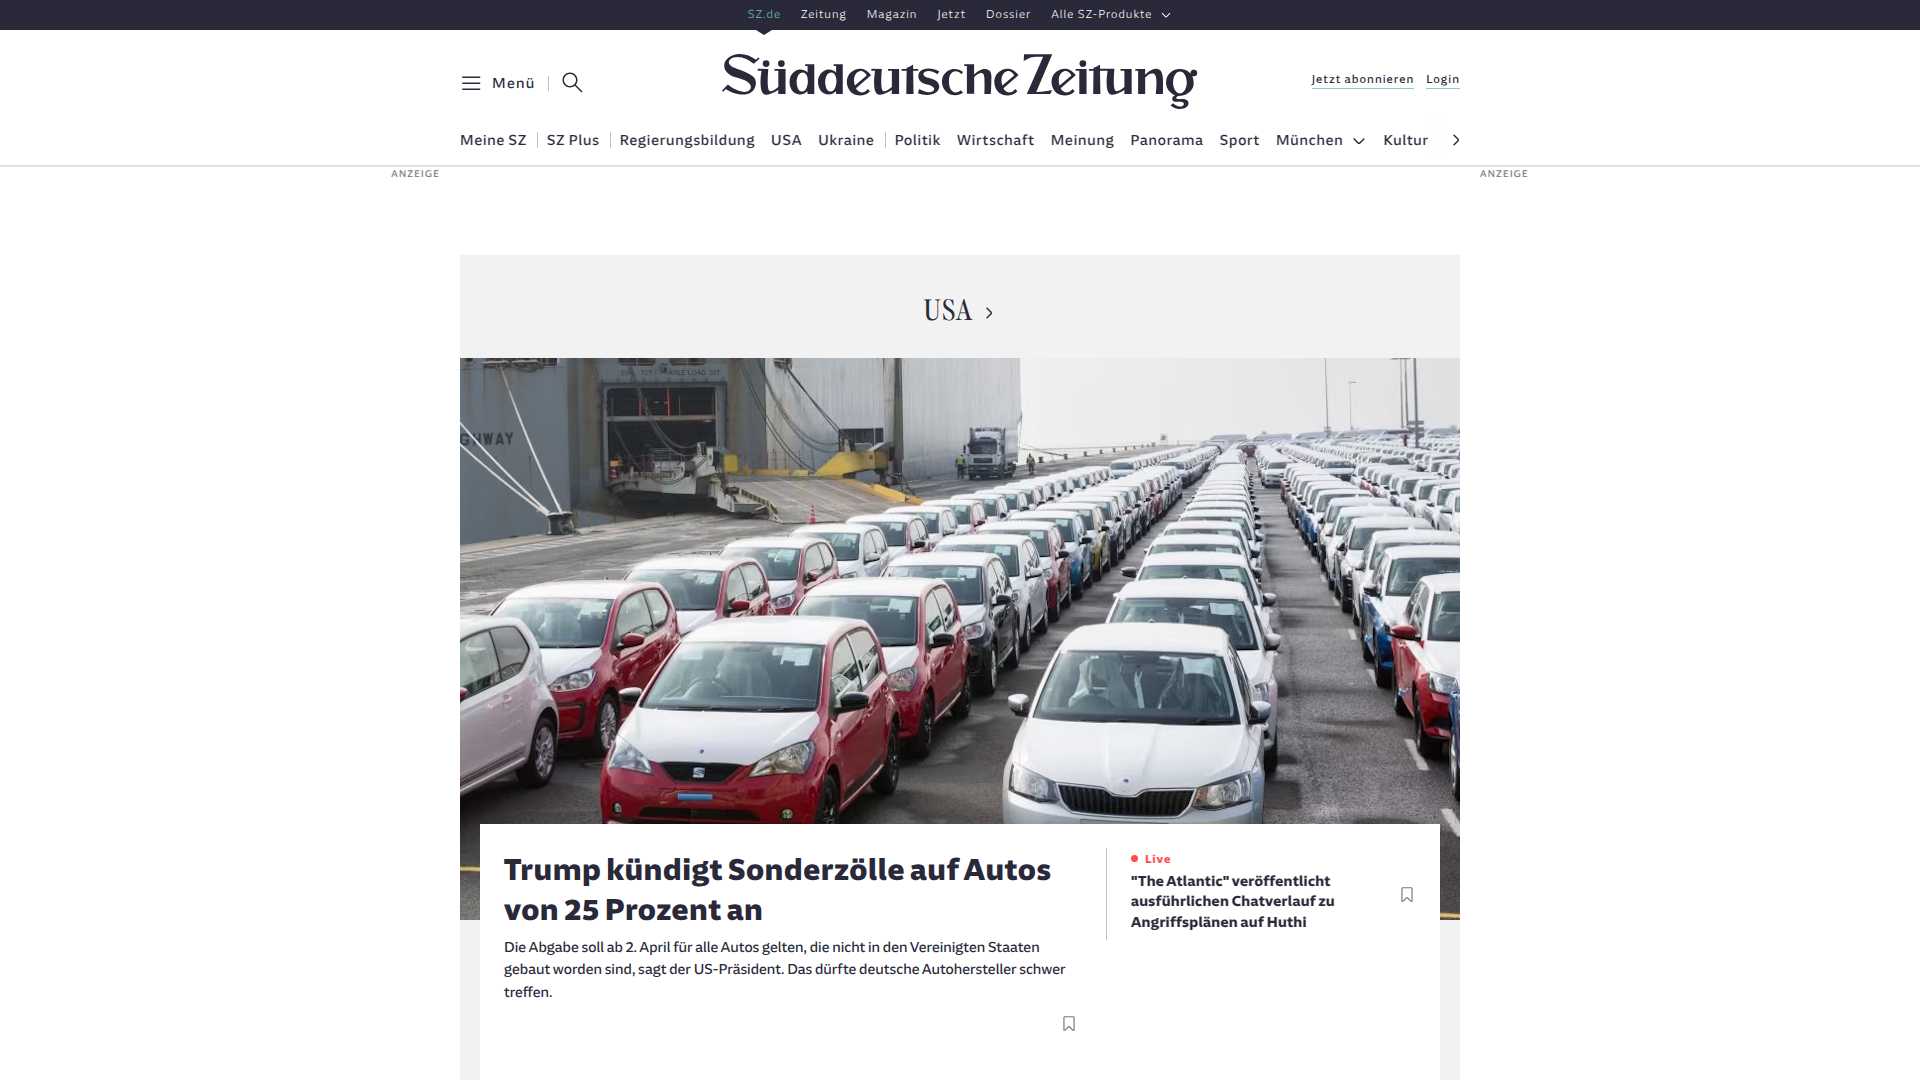 SZ.de Zeitung Magazin Jetzt Dossier Alle SZ-Produkte
Menü
Süddeutsche Zeitung
Jetzt abonnieren Login
Meine SZ SZ Plus Regierungsbildung USA Ukraine Politik Wirtschaft Meinung Panorama Sport München Kultur
ANZEIGE
ANZEIGE
USA
GHWAY
Trump kündigt Sonderzölle auf Autos
von 25 Prozent an
Die Abgabe soll ab 2. April für alle Autos gelten, die nicht in den Vereinigten Staaten
gebaut worden sind, sagt der US-Präsident. Das dürfte deutsche Autohersteller schwer
treffen.
Live
"The Atlantic" veröffentlicht
ausführlichen Chatverlauf zu
Angriffsplänen auf Huthi